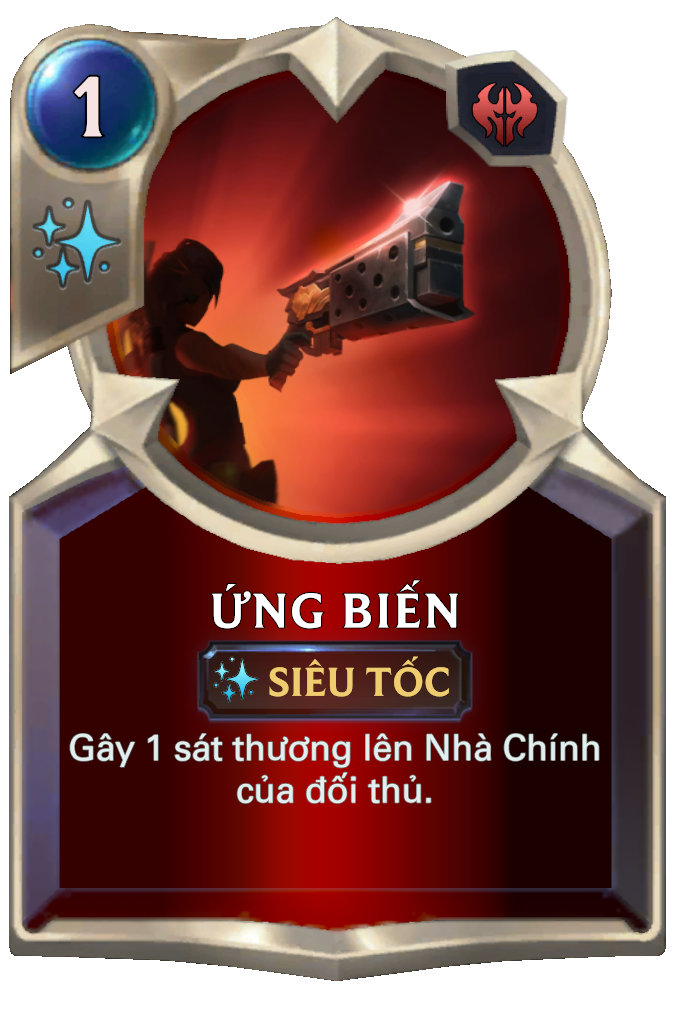 1
ỨNG BIẾN
SIÊU TỐC
Gây 1 sát thương lên Nhà Chính
của đối thủ.